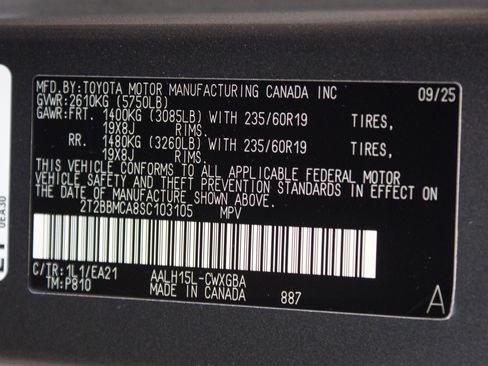 MFD.BY:TOYOTA MOTOR MANUFACTURING CANADA INC 09/25
GVWR:2610KG (5750LB)
GAWR:FRT. 1400KG (3085LB) WITH 235/60R19 TIRES,
19X8J RIMS.
RR. 1480KG (3260LB) WITH 235/60R19 TIRES,
19X8J RIMS.
THIS VEHICLE CONFORMS TO ALL APPLICABLE FEDERAL MOTOR
VEHICLE SAFETY AND THEFT PREVENTION STANDARDS IN EFFECT ON
THE DATE OF MANUFACTURE SHOWN ABOVE.
2T2BBMCA8SC103105 MPV
C/TR:1L1/EA21 AALH15L-CWXGBA
TM:P810 MADE IN CANADA 887 A
0EA30